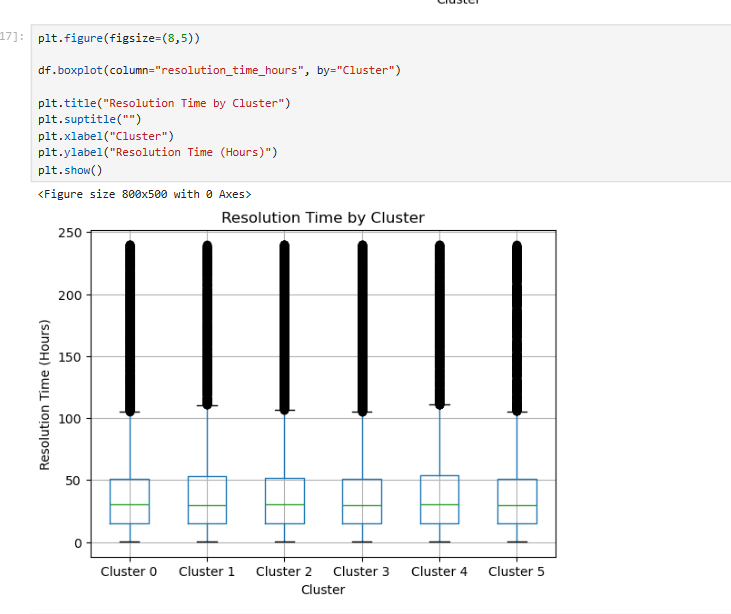 Cluster
17]:
plt.figure(figsize=(8,5))
df.boxplot(column="resolution_time_hours", by="Cluster")
plt.title("Resolution Time by Cluster")
plt.suptitle("")
plt.xlabel("Cluster")
plt.ylabel("Resolution Time (Hours)")
plt.show()
<Figure size 800x500 with 0 Axes>
Resolution Time by Cluster
250
200
150
100
50
0
Resolution Time (Hours)
Cluster 0 Cluster 1 Cluster 2 Cluster 3 Cluster 4 Cluster 5
Cluster